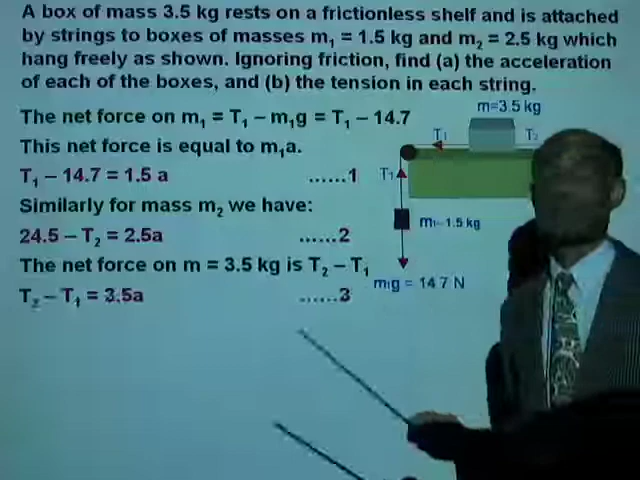 A box of mass 3.5 kg rests on a frictionless shelf and is attached
by strings to boxes of masses m₁ = 1.5 kg and m₂ = 2.5 kg which
hang freely as shown. Ignoring friction, find (a) the acceleration
of each of the boxes, and (b) the tension in each string.
The net force on m₁ = T₁ – m₁g = T₁ – 14.7
This net force is equal to m₁a.
T₁ – 14.7 = 1.5 a ......1
Similarly for mass m₂ we have:
24.5 – T₂ = 2.5a ......2
The net force on m = 3.5 kg is T₂ – T₁
T₂ – T₁ = 3.5a ......3
m=3.5 kg
T₁ T₂
T₁
m₁=1.5 kg
m₁g = 14.7 N